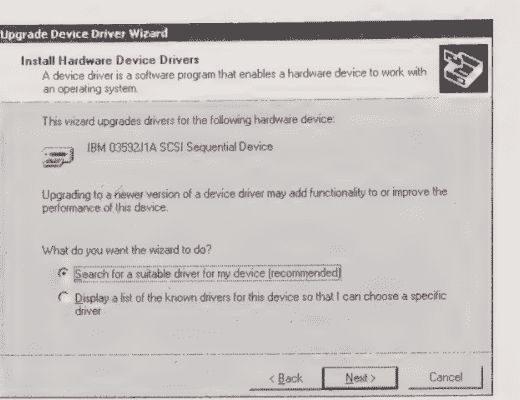 Upgrade Device Driver Wizard
Install Hardware Device Drivers
A device driver is a software program that enables a hardware device to work with
an operating system.
This wizard upgrades drivers for the following hardware device:
IBM 03592J1A SCSI Sequential Device
Upgrading to a newer version of a device driver may add functionality to or improve the
performance of this device.
What do you want the wizard to do?
Search for a suitable driver for my device (recommended)
Display a list of the known drivers for this device so that I can choose a specific
driver
< Back
Next >
Cancel